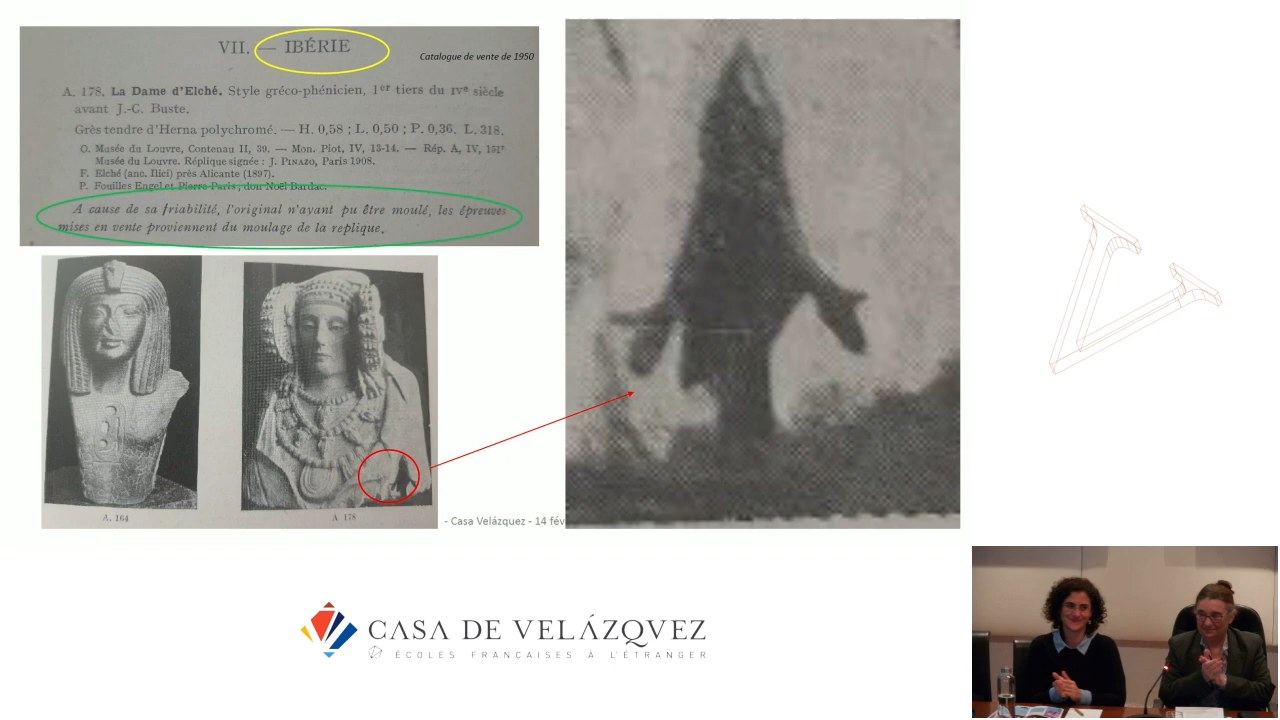 VII. — IBÉRIE
Catalogue de vente de 1950
A. 178. La Dame d'Elché. Style gréco-phénicien, 1er tiers du IVe siècle
avant J.-C. Buste.
Grès tendre d'Herna polychromé. — H. 0,58 ; L. 0,50 ; P. 0,36. L. 318.
O. Musée du Louvre, Contenau II, 39. — Mon. Piot, IV, 13-14. — Rép. A, IV, 151
Musée du Louvre. Réplique signée : J. PINAZO, Paris 1908.
F. Elché (anc. Ilici) près Alicante (1897).
P. Fouilles Engel et Pierre Paris, don Noël Bardac.
A cause de sa friabilité, l'original n'ayant pu être moulé, les épreuves
mises en vente proviennent du moulage de la replique.
A. 164
A 178
- Casa Velázquez - 14 fév
CASA DE VELÁZQVEZ
ÉCOLES FRANÇAISES À L'ÉTRANGER